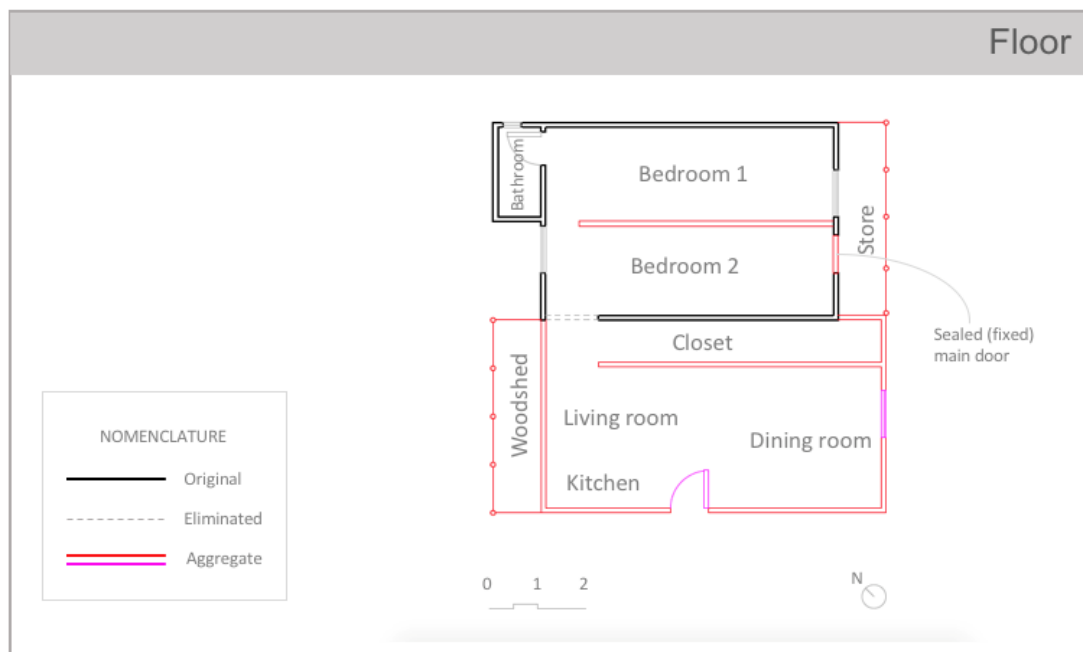 Floor
Bathroom
Bedroom 1
Bedroom 2
Store
Sealed (fixed)
main door
Closet
Woodshed
Living room
Dining room
Kitchen
NOMENCLATURE
Original
Eliminated
Aggregate
0 1 2
N